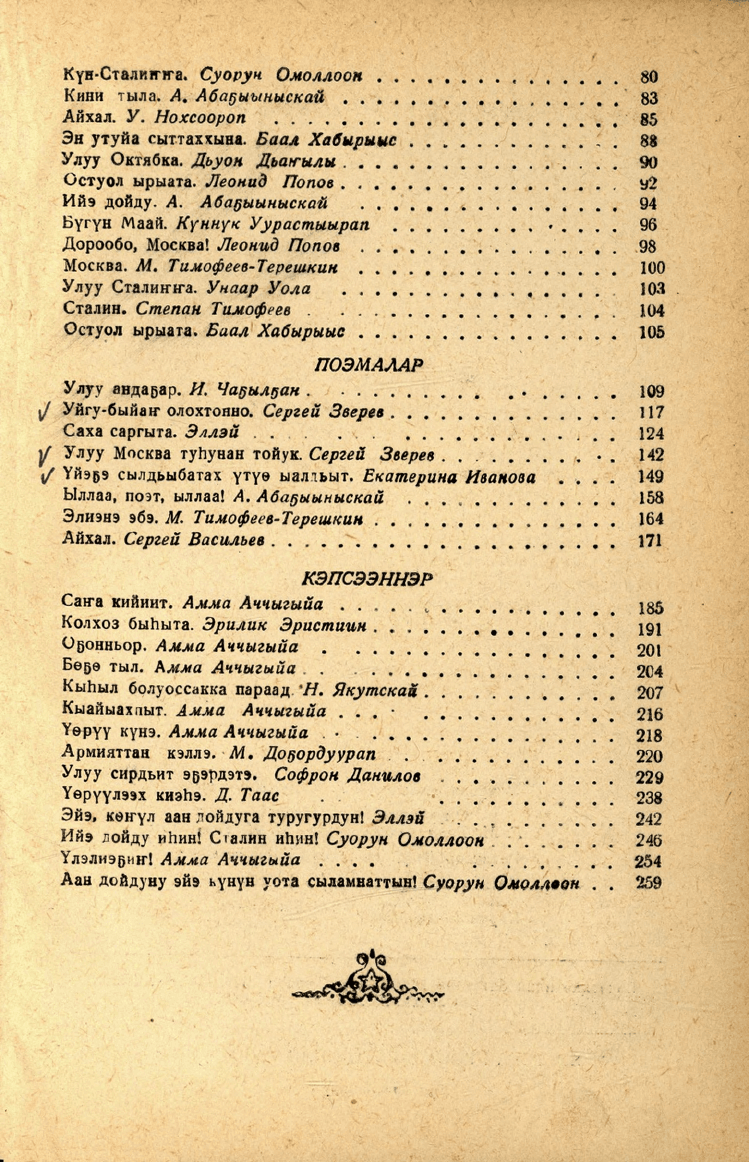 Күн-Сталиҥҥа. Суорун Омоллоон . . . . . . . . . . . . . . . 80
Кини тыла. А. Абаҕыыныскай . . . . . . . . . . . . . . . 83
Айхал. У. Нохсоороп . . . . . . . . . . . . . . . 85
Эн утуйа сыттаххына. Баал Хабырыыс . . . . . . . . . . . . . 88
Улуу Октябка. Дьуон Дьаҥылы . . . . . . . . . . . . . . . 90
Остуол ырыата. Леонид Попов . . . . . . . . . . . . . . . 92
Ийэ дойду. А. Абаҕыыныскай . . . . . . . . . . . . . . . 94
Бүгүн Маай. Күннүк Уурастыырап . . . . . . . . . . . . . 96
Дорообо, Москва! Леонид Попов . . . . . . . . . . . . . . . 98
Москва. М. Тимофеев-Терешкин . . . . . . . . . . . . . . . 100
Улуу Сталиҥҥа. Унаар Уола . . . . . . . . . . . . . . . 103
Сталин. Степан Тимофеев . . . . . . . . . . . . . . . 104
Остуол ырыата. Баал Хабырыыс . . . . . . . . . . . . . . . 105
ПОЭМАЛАР
Улуу андаҕар. И. Чаҕылҕан . . . . . . . . . . . . . . . 109
✓ Уйгу-быйаҥ олохтонно. Сергей Зверев . . . . . . . . . . . . . 117
Саха саргыта. Эллэй . . . . . . . . . . . . . . . 124
✓ Улуу Москва туһунан тойук. Сергей Зверев . . . . . . . . . . . 142
✓ Үйэҕэ сылдьыбатах үтүө ыалдьыт. Екатерина Иванова . . . . 149
Ыллаа, поэт, ыллаа! А. Абаҕыыныскай . . . . . . . . . . . . . 158
Элиэнэ эбэ. М. Тимофеев-Терешкин . . . . . . . . . . . . . 164
Айхал. Сергей Васильев . . . . . . . . . . . . . . . 171
КЭПСЭЭННЭР
Саҥа кийиит. Амма Аччыгыйа . . . . . . . . . . . . . . . 185
Колхоз быһыта. Эрилик Эристиин . . . . . . . . . . . . . 191
Оҕонньор. Амма Аччыгыйа . . . . . . . . . . . . . . . 201
Бөҕө тыл. Амма Аччыгыйа . . . . . . . . . . . . . . . 204
Кыһыл болуоссакка параад. Н. Якутскай . . . . . . . . . . . 207
Кыайыахпыт. Амма Аччыгыйа . . . . . . . . . . . . . . . 216
Үөрүү күнэ. Амма Аччыгыйа . . . . . . . . . . . . . . . 218
Армияттан кэллэ. М. Доҕордуурап . . . . . . . . . . . . . 220
Улуу сирдьит эҕэрдэтэ. Софрон Данилов . . . . . . . . . . 229
Үөрүүлээх киэһэ. Д. Таас . . . . . . . . . . . . . . . 238
Эйэ, көҥүл аан дойдуга туругурдун! Эллэй . . . . . . . . . . 242
Ийэ дойду иһин! Сталин иһин! Суорун Омоллоон . . . . . . . . 246
Үлэлиэҕиҥ! Амма Аччыгыйа . . . . . . . . . . . . . . . 254
Аан дойдуну эйэ күнүн уота сыламнаттын! Суорун Омоллоон . . 259